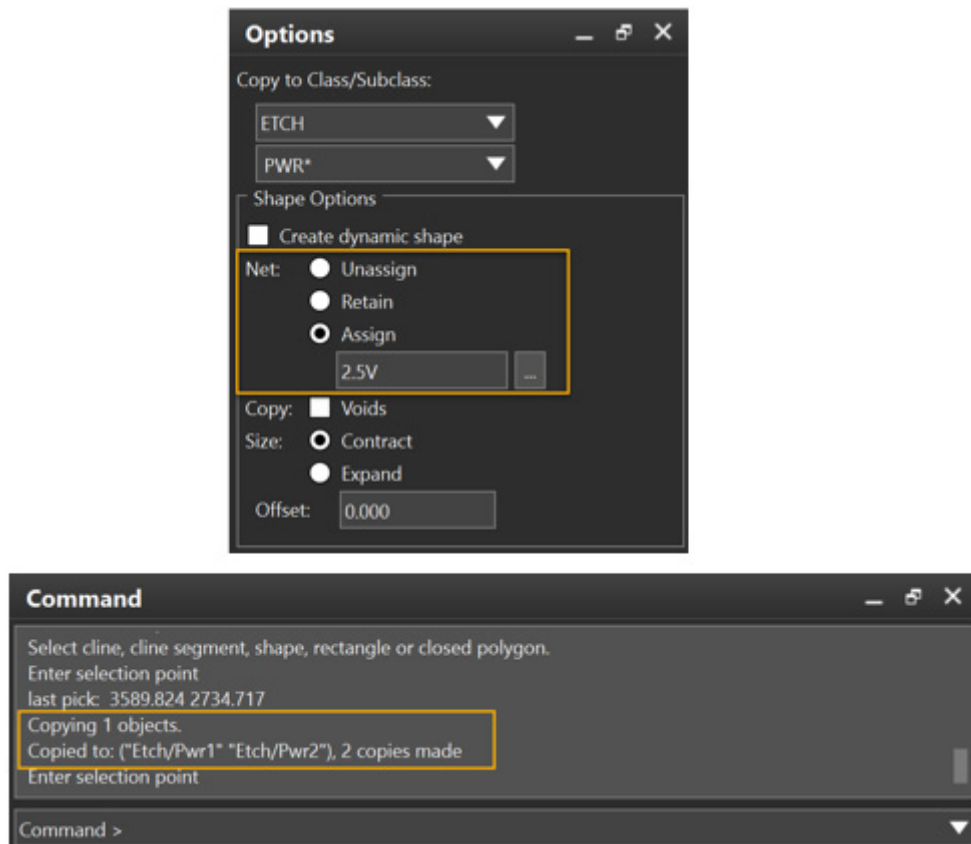 Options
Copy to Class/Subclass:
ETCH
PWR*
Shape Options
Create dynamic shape
Net: Unassign
Retain
Assign
2.5V ...
Copy: Voids
Size: Contract
Expand
Offset: 0.000
Command
Select cline, cline segment, shape, rectangle or closed polygon.
Enter selection point
last pick: 3589.824 2734.717
Copying 1 objects.
Copied to: ("Etch/Pwr1" "Etch/Pwr2"), 2 copies made
Enter selection point
Command >